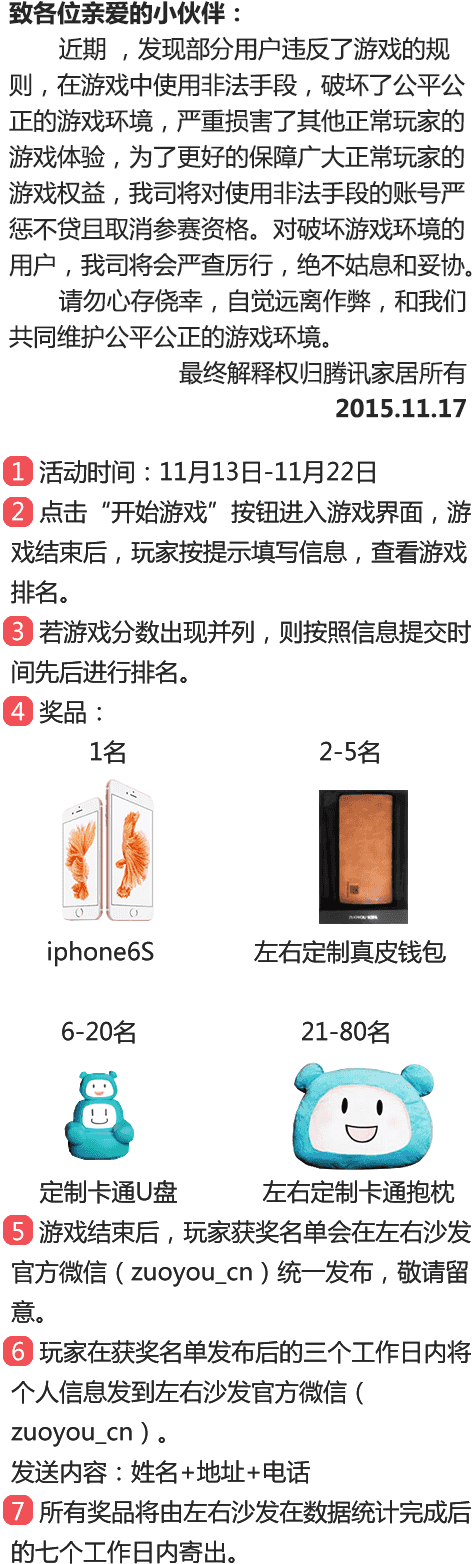 致各位亲爱的小伙伴：
近期 ，发现部分用户违反了游戏的规
则，在游戏中使用非法手段，破坏了公平公
正的游戏环境，严重损害了其他正常玩家的
游戏体验，为了更好的保障广大正常玩家的
游戏权益，我司将对使用非法手段的账号严
惩不贷且取消参赛资格。对破坏游戏环境的
用户，我司将会严查厉行，绝不姑息和妥协。
请勿心存侥幸，自觉远离作弊，和我们
共同维护公平公正的游戏环境。
最终解释权归腾讯家居所有
2015.11.17
1 活动时间：11月13日-11月22日
2 点击“开始游戏”按钮进入游戏界面，游
戏结束后，玩家按提示填写信息，查看游戏
排名。
3 若游戏分数出现并列，则按照信息提交时
间先后进行排名。
4 奖品：
1名 2-5名
iphone6S 左右定制真皮钱包
6-20名 21-80名
定制卡通U盘 左右定制卡通抱枕
5 游戏结束后，玩家获奖名单会在左右沙发
官方微信（zuoyou_cn）统一发布，敬请留
意。
6 玩家在获奖名单发布后的三个工作日内将
个人信息发到左右沙发官方微信（
zuoyou_cn）。
发送内容：姓名+地址+电话
7 所有奖品将由左右沙发在数据统计完成后
的七个工作日内寄出。